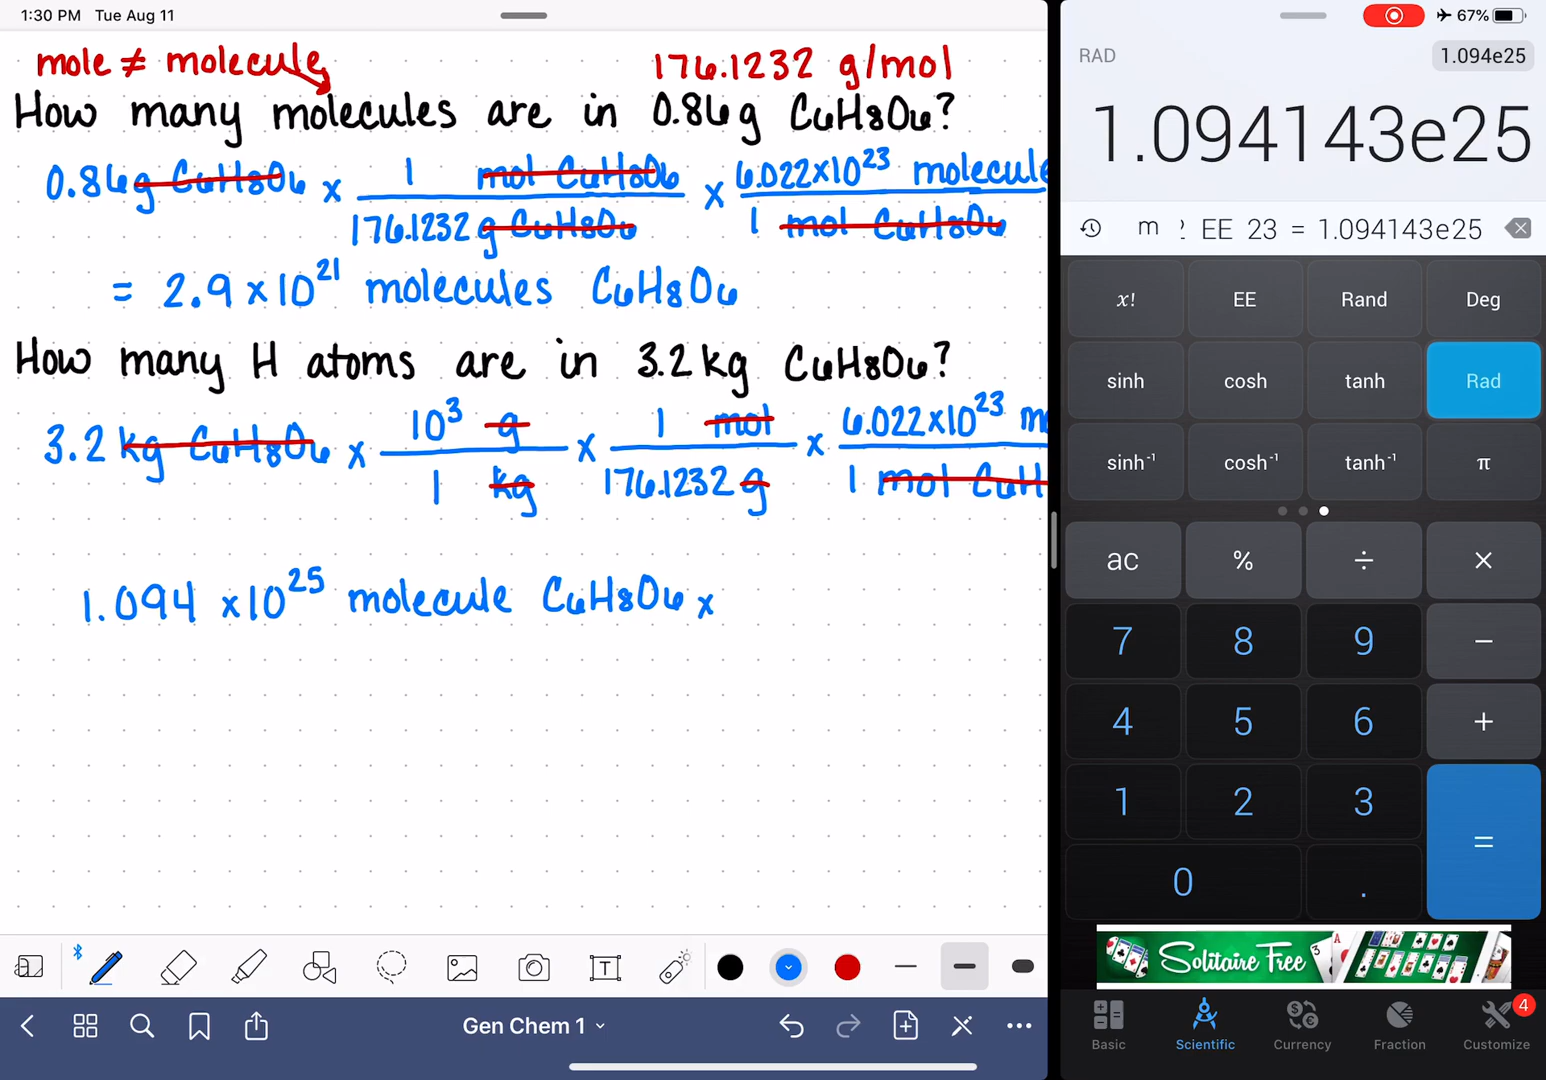 1:30 PM Tue Aug 11
mole ≠ molecule
176.1232 g/mol
How many molecules are in 0.86g C6H8O6?
0.86g C6H8O6 x 1 mol C6H8O6 / 176.1232 g C6H8O6 x 6.022x10^23 molecule / 1 mol C6H8O6
= 2.9 x 10^21 molecules C6H8O6
How many H atoms are in 3.2kg C6H8O6?
3.2 kg C6H8O6 x 10^3 g / 1 kg x 1 mol / 176.1232 g x 6.022x10^23 / 1 mol
1.094 x10^25 molecule C6H8O6 x
Gen Chem 1
67%
RAD 1.094e25
1.094143e25
m EE 23 = 1.094143e25
x! EE Rand Deg
sinh cosh tanh Rad
sinh-1 cosh-1 tanh-1 π
ac % ÷ ×
7 8 9 −
4 5 6 +
1 2 3 =
0 .
Solitaire Free
4
Basic Scientific Currency Fraction Customize